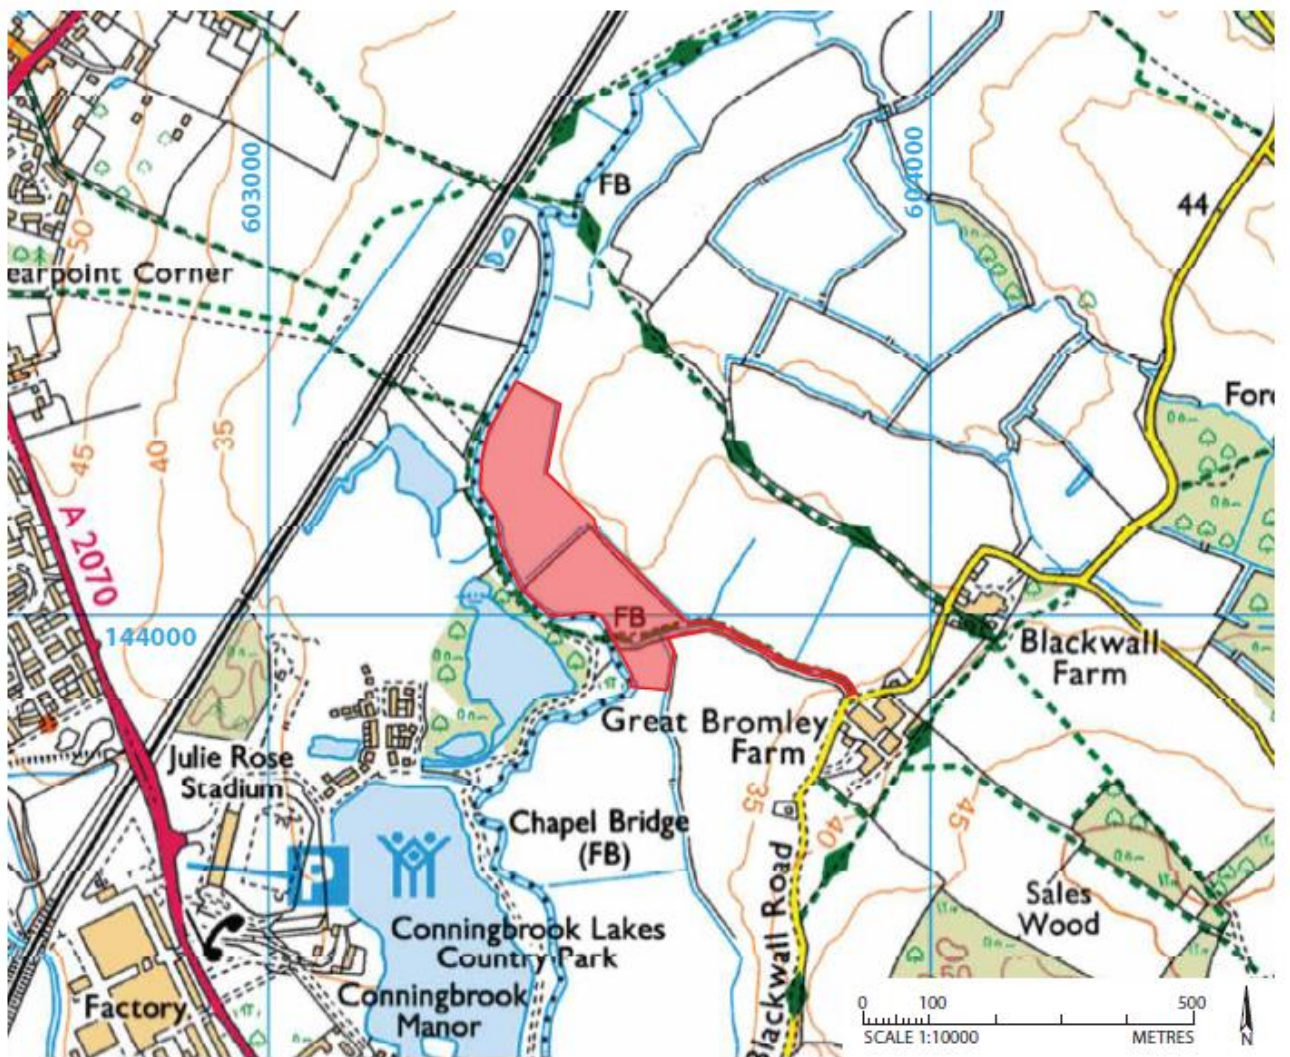 603000
FB
604000
44
50
earpoint Corner
Ford
45
40
35
A 2070
144000
FB
Blackwall
Farm
Great Bromley
Farm
Julie Rose
Stadium
35
40
45
Chapel Bridge
(FB)
P
Sales
Wood
Conningbrook Lakes
Country Park
Blackwall Road
Conningbrook
Manor
Factory
0 100 500
SCALE 1:10000 METRES
N